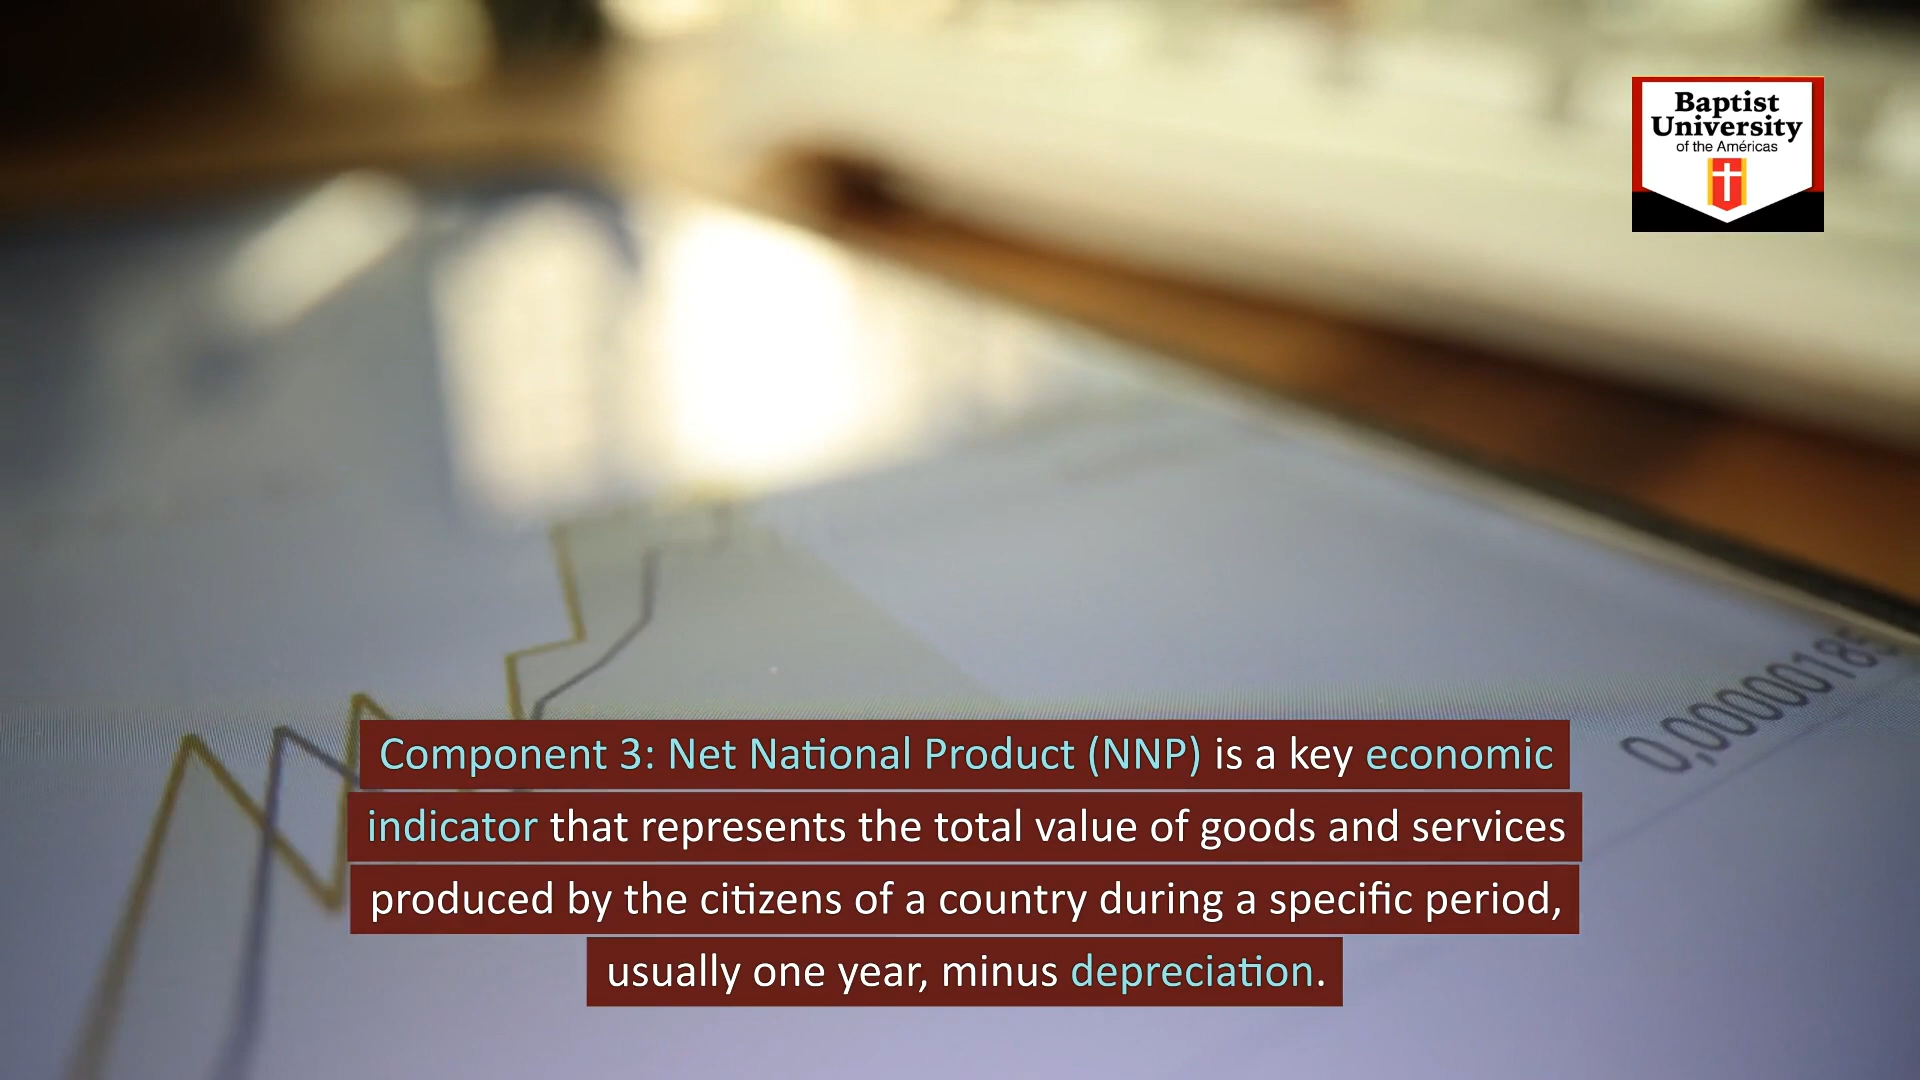 Baptist
University
of the Américas
0,00000018
Component 3: Net National Product (NNP) is a key economic
indicator that represents the total value of goods and services
produced by the citizens of a country during a specific period,
usually one year, minus depreciation.